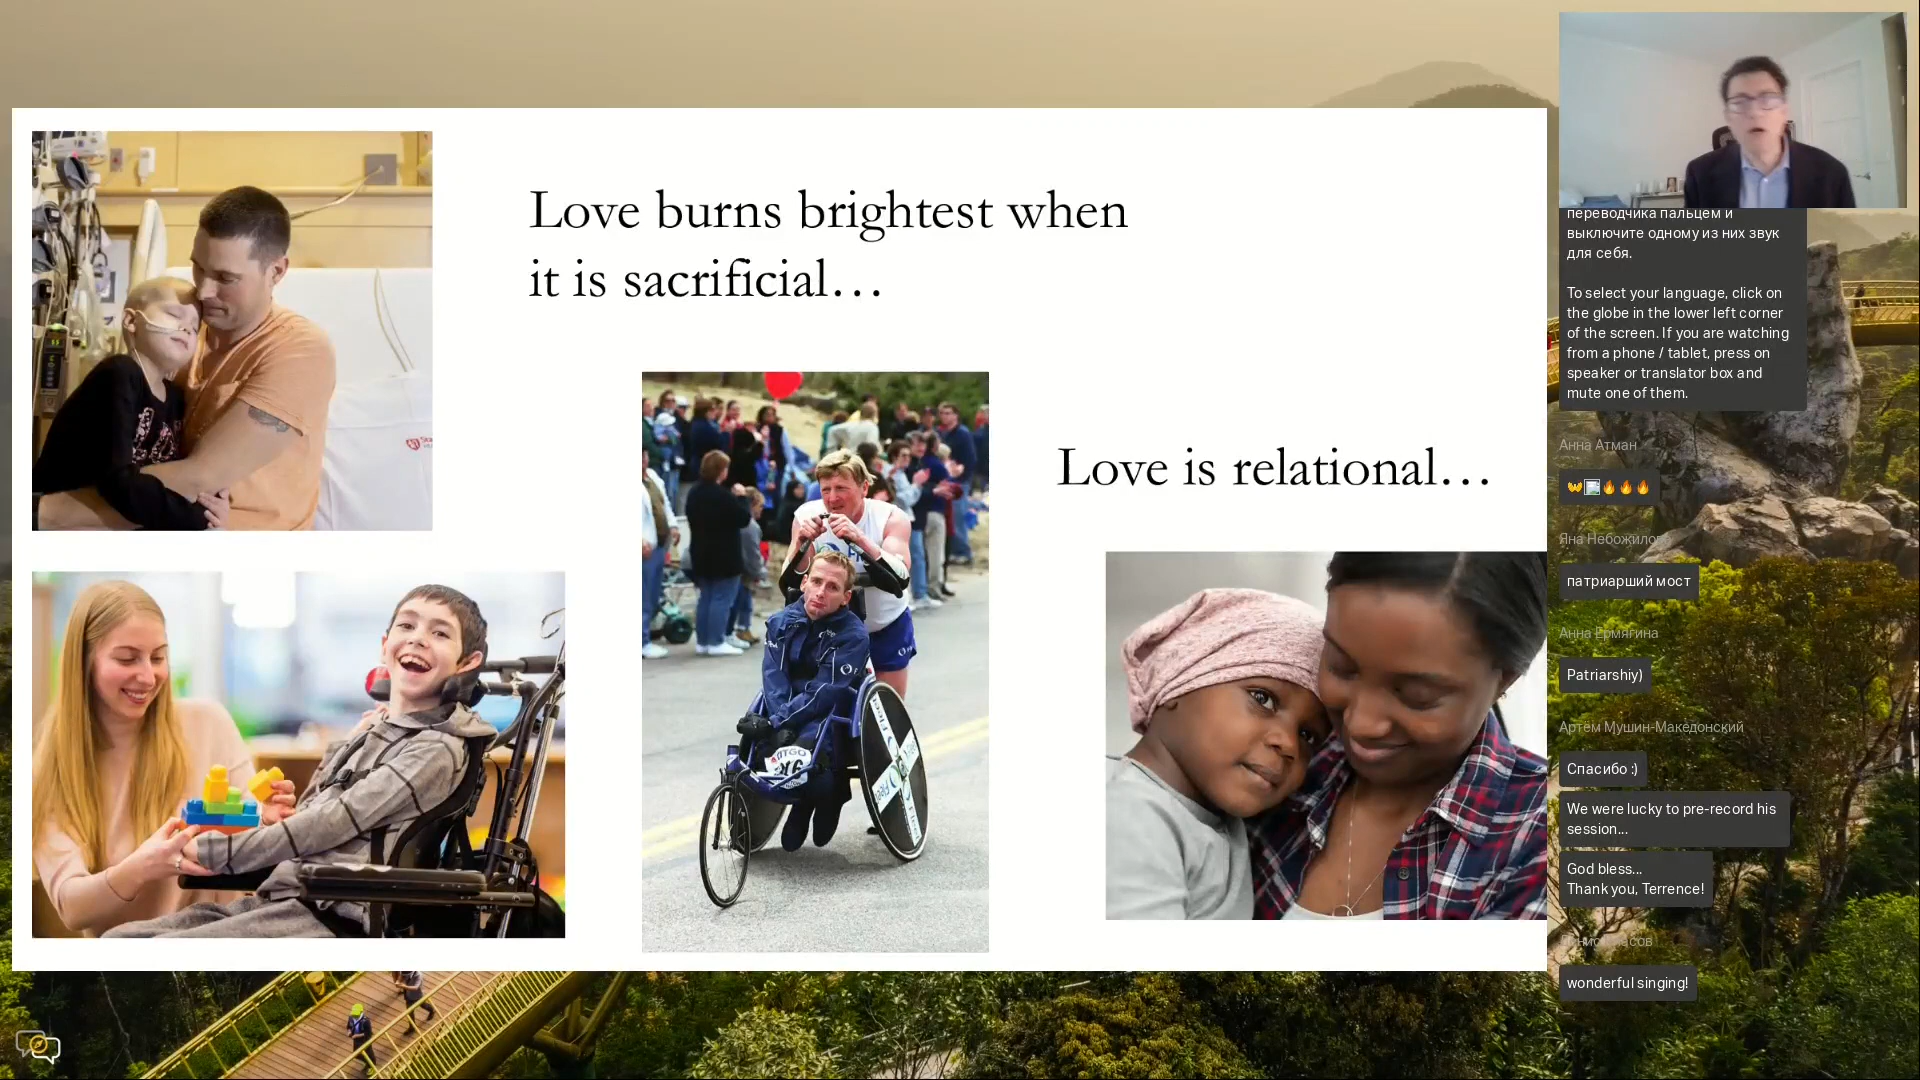 Love burns brightest when
it is sacrificial…
Love is relational…
переводчика пальцем и
выключите одному из них звук
для себя.
To select your language, click on
the globe in the lower left corner
of the screen. If you are watching
from a phone / tablet, press on
speaker or translator box and
mute one of them.
Анна Атман
Яна Небожилова
патриарший мост
Анна Ермягина
Patriarshiy)
Артём Мушин-Македонский
Спасибо :)
We were lucky to pre-record his
session...
God bless...
Thank you, Terrence!
wonderful singing!